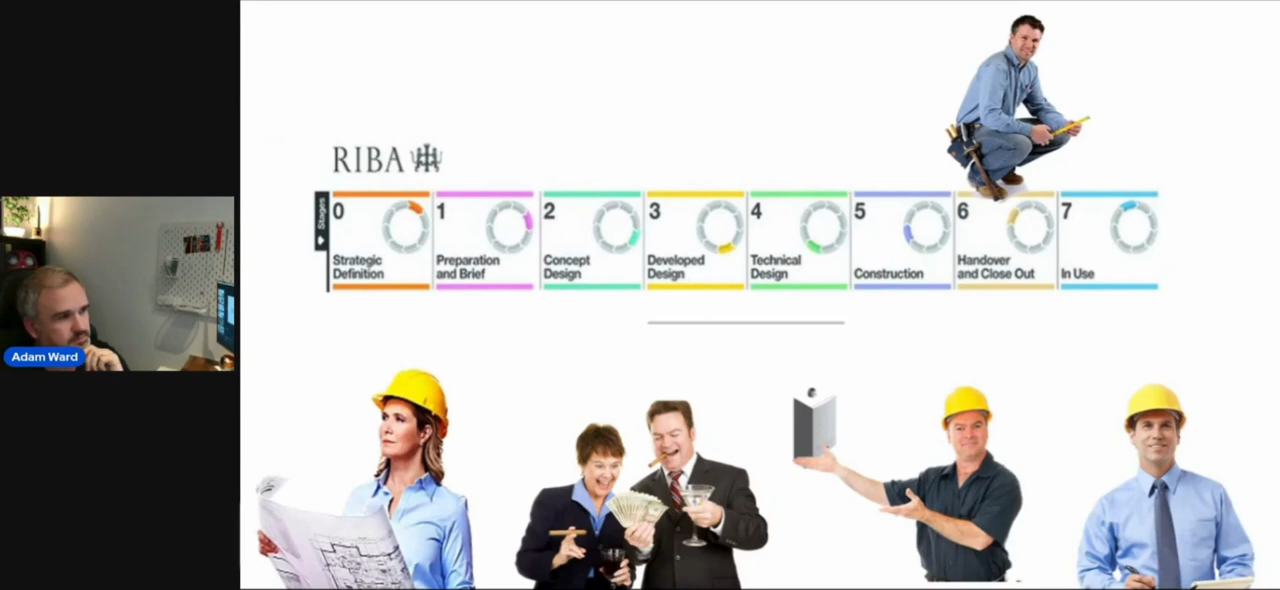 RIBA
Stages
0
Strategic
Definition
1
Preparation
and Brief
2
Concept
Design
3
Developed
Design
4
Technical
Design
5
Construction
6
Handover
and Close Out
7
In Use
Adam Ward